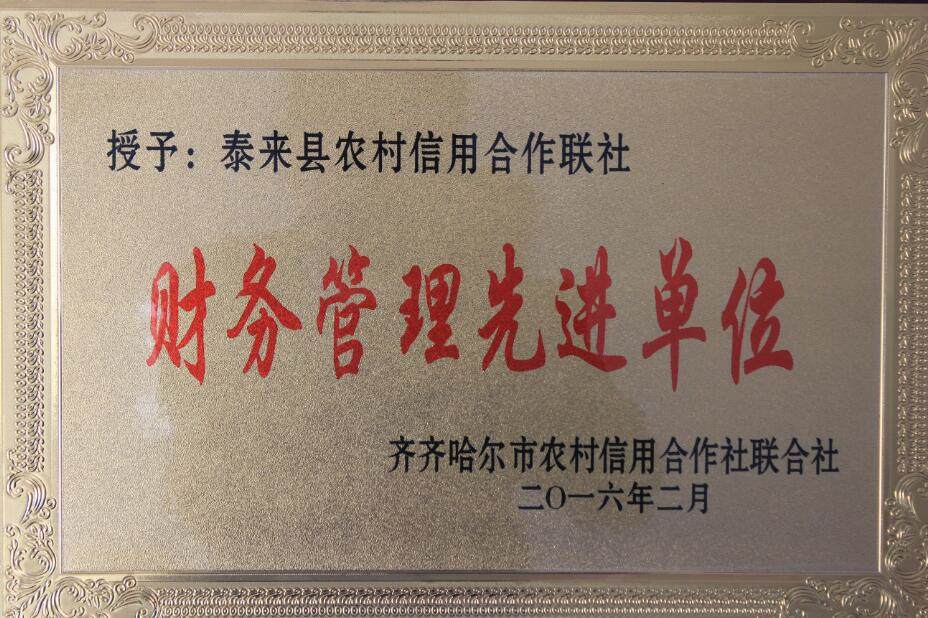 授予：泰来县农村信用合作联社
财务管理先进单位
齐齐哈尔市农村信用合作社联合社
二〇一六年二月